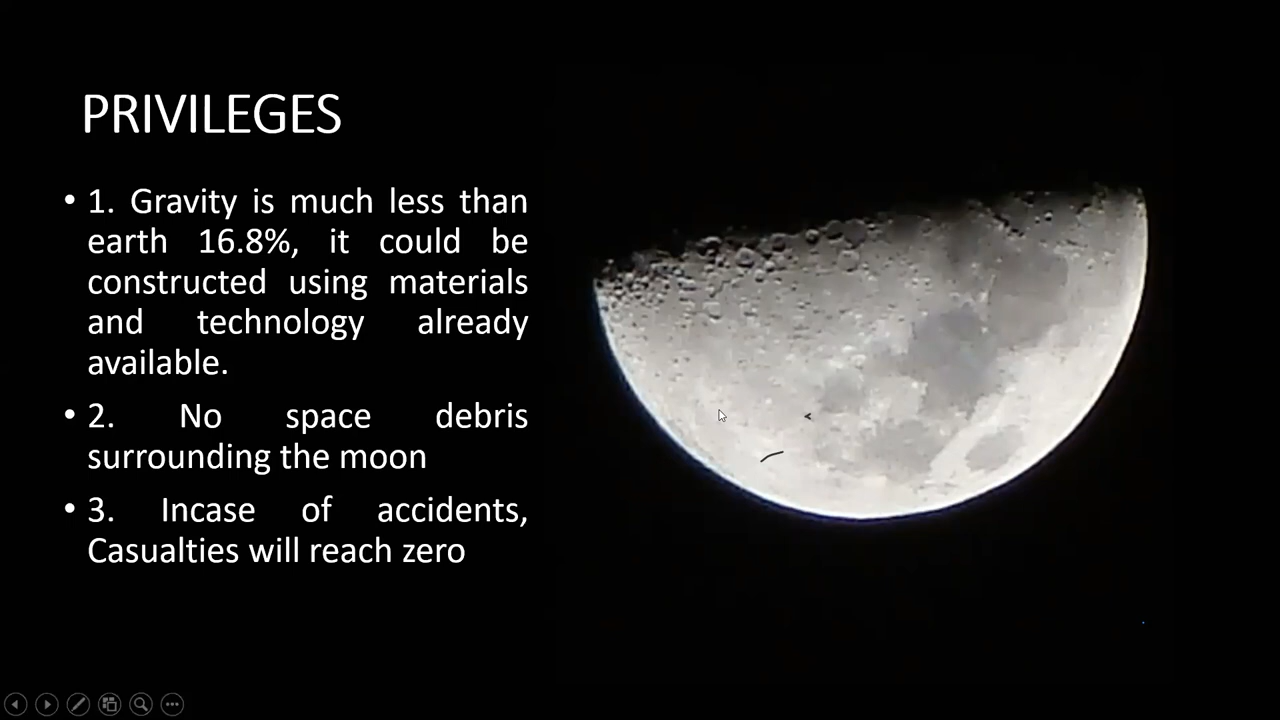 PRIVILEGES
• 1. Gravity is much less than
earth 16.8%, it could be
constructed using materials
and technology already
available.
• 2. No space debris
surrounding the moon
• 3. Incase of accidents,
Casualties will reach zero